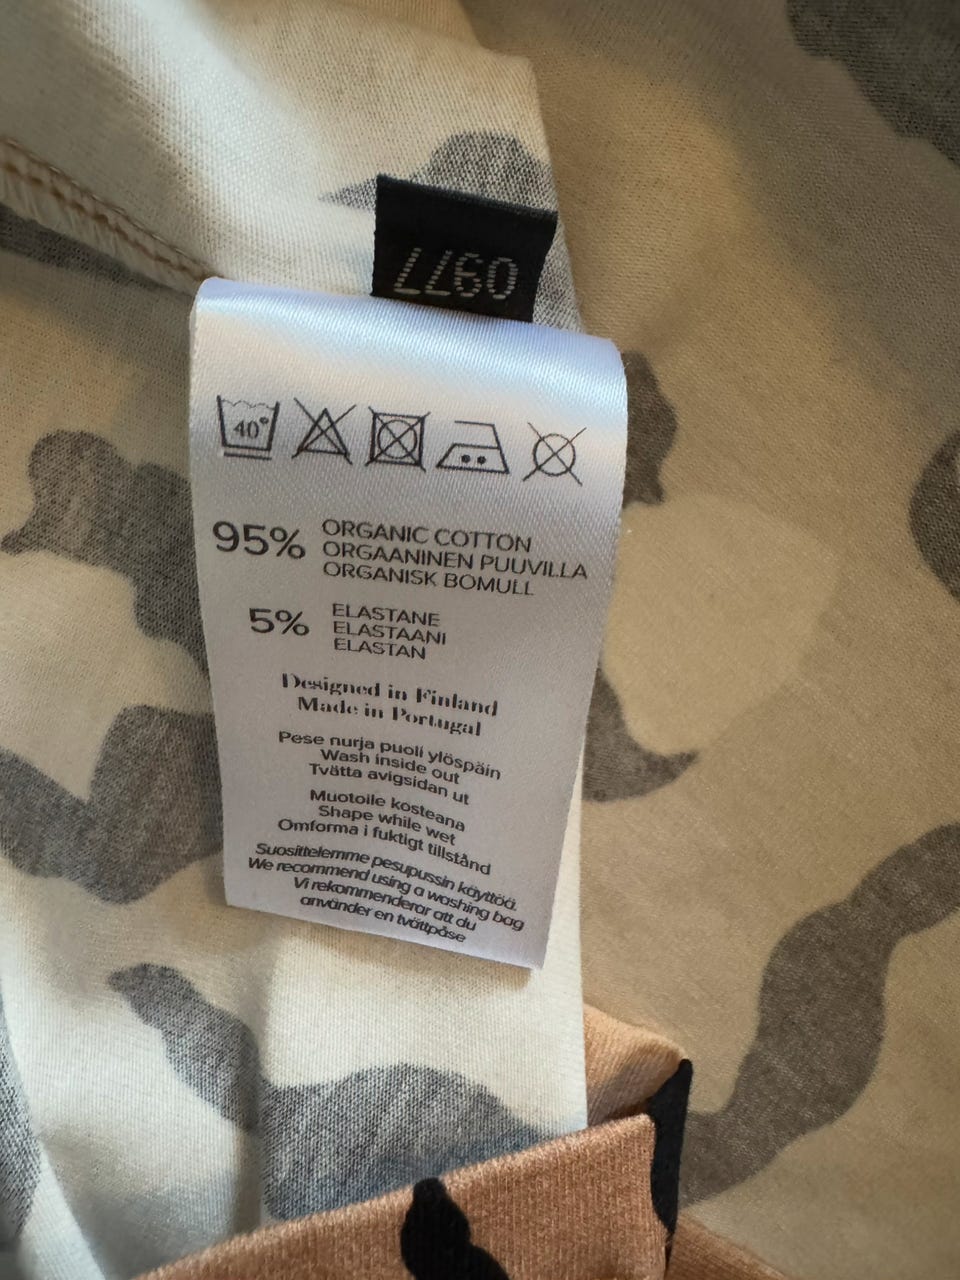 40°
95% ORGANIC COTTON
ORGAANINEN PUUVILLA
ORGANISK BOMULL
5% ELASTANE
ELASTAANI
ELASTAN
Designed in Finland
Made in Portugal
Pese nurja puoli ylöspäin
Wash inside out
Tvätta avigsidan ut
Muotoile kosteana
Shape while wet
Omforma i fuktigt tillstånd
Suosittelemme pesupussin käyttöä.
We recommend using a washing bag
Vi rekommenderar att du
använder en tvättpåse